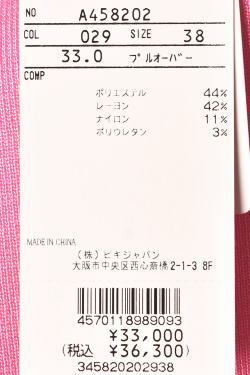 NO A458202
COL 029 SIZE 38
33.0 プルオーバー
COMP
ポリエステル 44%
レーヨン 42%
ナイロン 11%
ポリウレタン 3%
MADE IN CHINA
(株)ヒキジャパン
大阪市中央区西心斎橋2-1-3 8F
4570118989093
¥33,000
(税込 ¥36,300)
345820202938